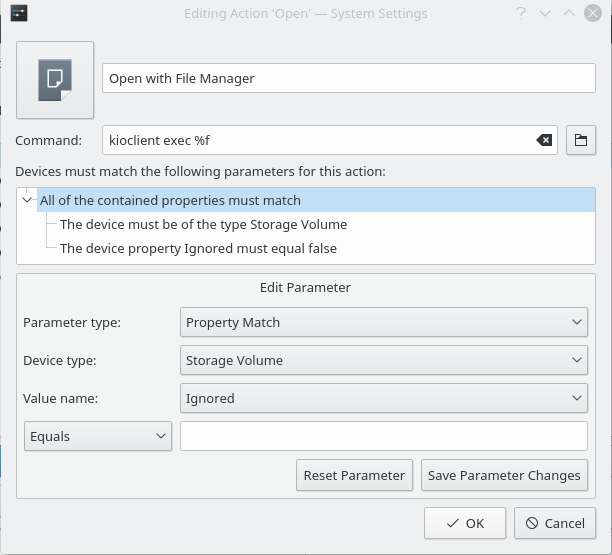 Editing Action 'Open' — System Settings
Open with File Manager
Command: kioclient exec %f
Devices must match the following parameters for this action:
All of the contained properties must match
The device must be of the type Storage Volume
The device property Ignored must equal false
Edit Parameter
Parameter type: Property Match
Device type: Storage Volume
Value name: Ignored
Equals
Reset Parameter Save Parameter Changes
OK Cancel